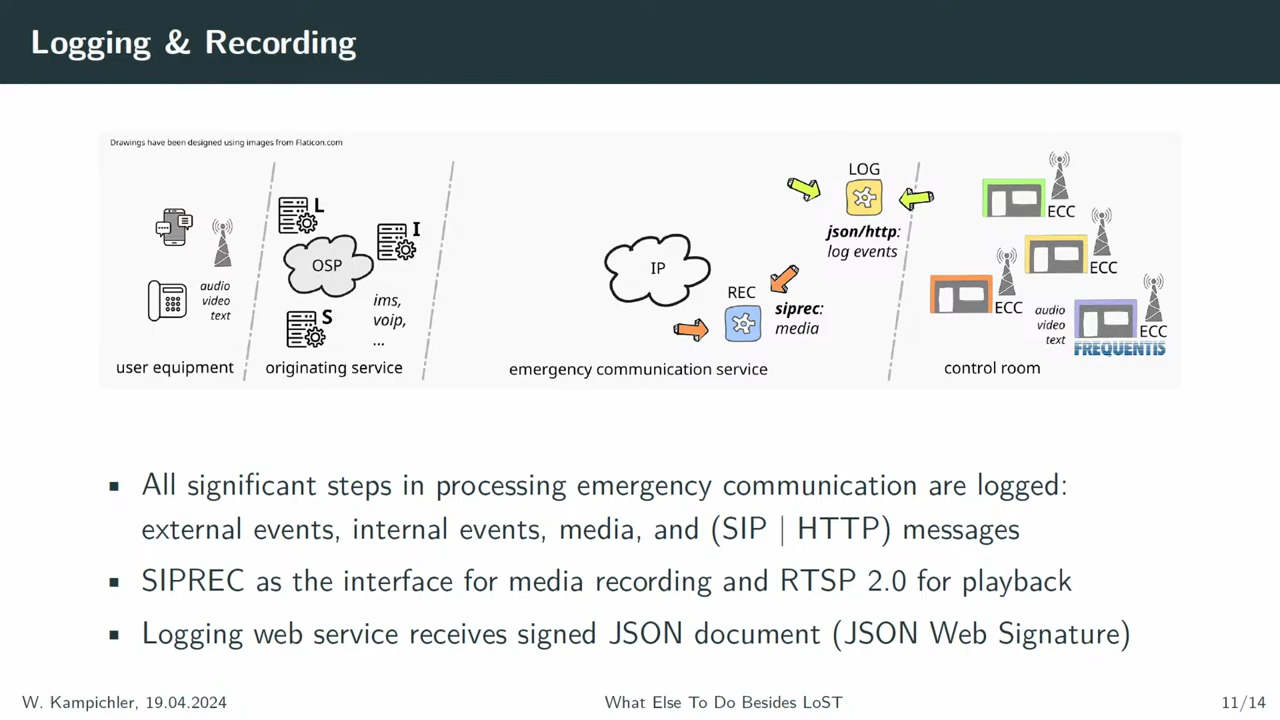 Logging & Recording
Drawings have been designed using images from Flaticon.com
L
I
OSP
S
audio
video
text
ims,
voip,
...
user equipment
originating service
IP
LOG
json/http:
log events
REC
siprec:
media
emergency communication service
ECC
ECC
ECC
audio
video
text
ECC
FREQUENTIS
control room
▪ All significant steps in processing emergency communication are logged:
external events, internal events, media, and (SIP | HTTP) messages
▪ SIPREC as the interface for media recording and RTSP 2.0 for playback
▪ Logging web service receives signed JSON document (JSON Web Signature)
W. Kampichler, 19.04.2024
What Else To Do Besides LoST
11/14